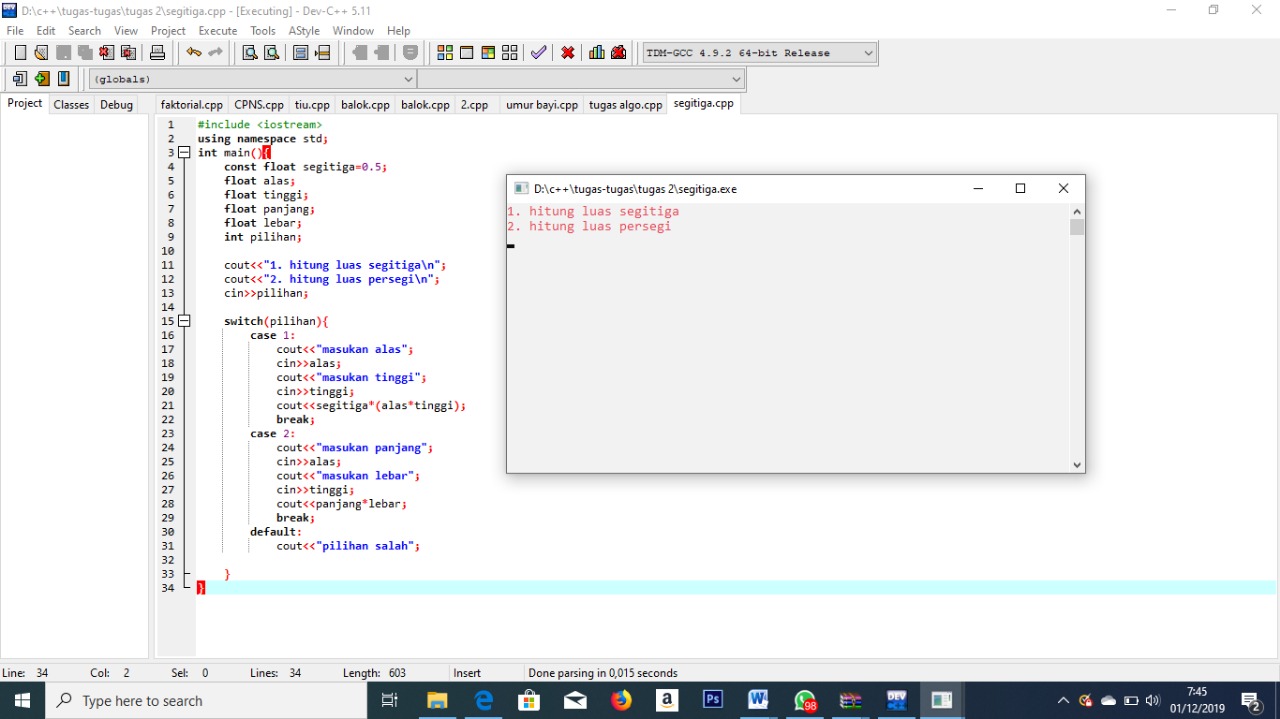 D:\c++\tugas-tugas\tugas 2\segitiga.cpp - [Executing] - Dev-C++ 5.11
File Edit Search View Project Execute Tools AStyle Window Help
TDM-GCC 4.9.2 64-bit Release
(globals)
Project Classes Debug
faktorial.cpp CPNS.cpp tiu.cpp balok.cpp balok.cpp 2.cpp umur bayi.cpp tugas algo.cpp segitiga.cpp
1 #include <iostream>
2 using namespace std;
3 int main(){
4 const float segitiga=0.5;
5 float alas;
6 float tinggi;
7 float panjang;
8 float lebar;
9 int pilihan;
10
11 cout<<"1. hitung luas segitiga\n";
12 cout<<"2. hitung luas persegi\n";
13 cin>>pilihan;
14
15 switch(pilihan){
16 case 1:
17 cout<<"masukan alas";
18 cin>>alas;
19 cout<<"masukan tinggi";
20 cin>>tinggi;
21 cout<<segitiga*(alas*tinggi);
22 break;
23 case 2:
24 cout<<"masukan panjang";
25 cin>>alas;
26 cout<<"masukan lebar";
27 cin>>tinggi;
28 cout<<panjang*lebar;
29 break;
30 default:
31 cout<<"pilihan salah";
32
33 }
34 }
D:\c++\tugas-tugas\tugas 2\segitiga.exe
1. hitung luas segitiga
2. hitung luas persegi
Line: 34 Col: 2 Sel: 0 Lines: 34 Length: 603 Insert Done parsing in 0,015 seconds
Type here to search
98
7:45
01/12/2019
2